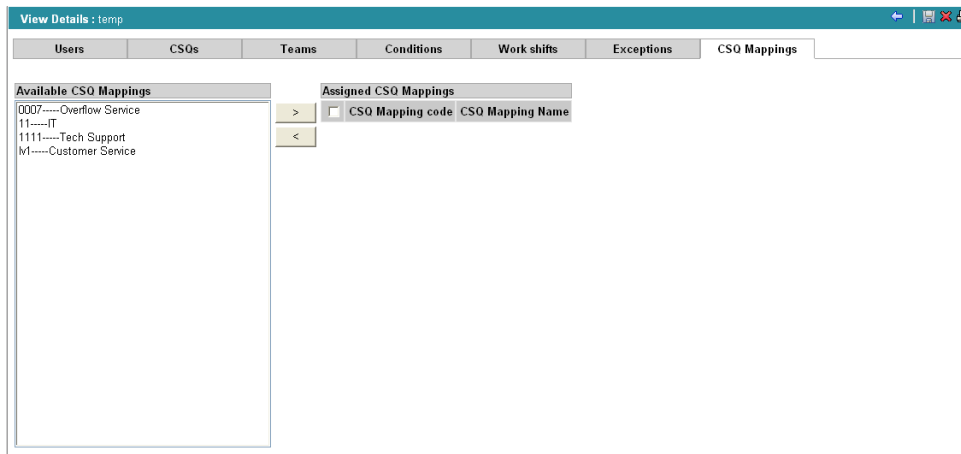 View Details : temp
Users CSQs Teams Conditions Work shifts Exceptions CSQ Mappings
Available CSQ Mappings
0007-----Overflow Service
11-----IT
1111-----Tech Support
lv1-----Customer Service
>
<
Assigned CSQ Mappings
CSQ Mapping code CSQ Mapping Name